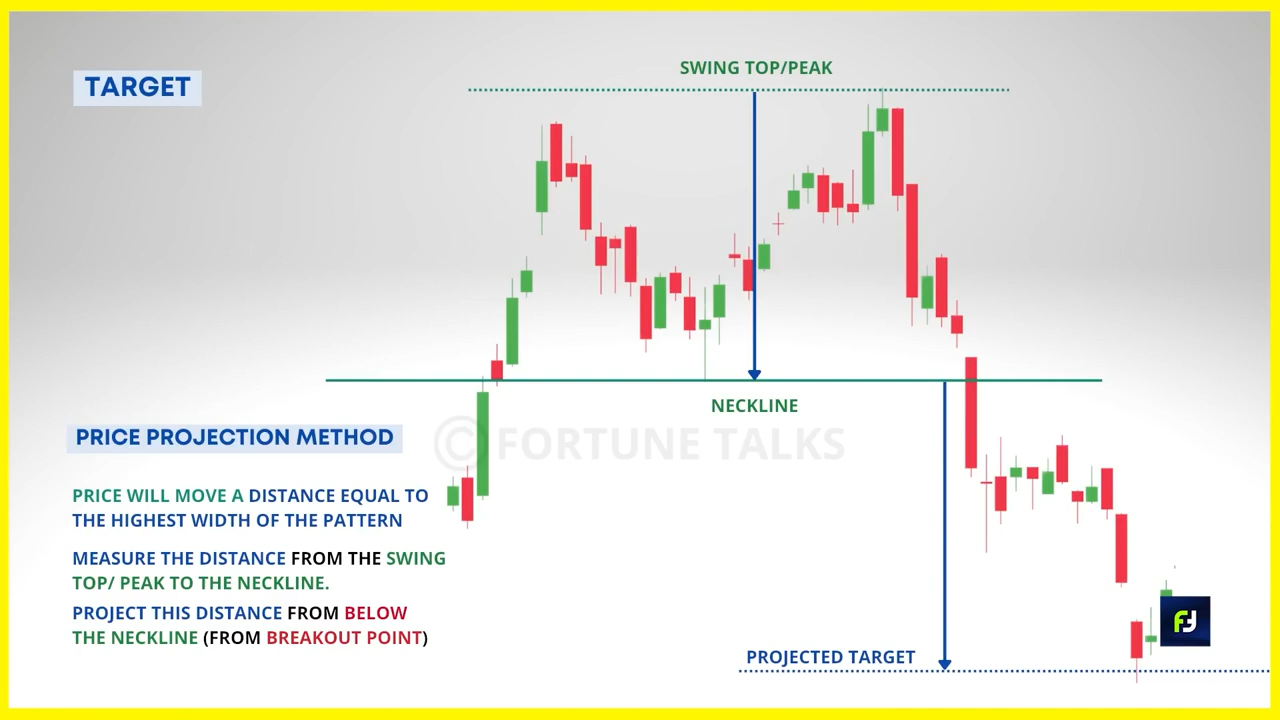 TARGET
SWING TOP/PEAK
NECKLINE
© FORTUNE TALKS
PRICE PROJECTION METHOD
PRICE WILL MOVE A DISTANCE EQUAL TO
THE HIGHEST WIDTH OF THE PATTERN
MEASURE THE DISTANCE FROM THE SWING
TOP/ PEAK TO THE NECKLINE.
PROJECT THIS DISTANCE FROM BELOW
THE NECKLINE (FROM BREAKOUT POINT)
PROJECTED TARGET